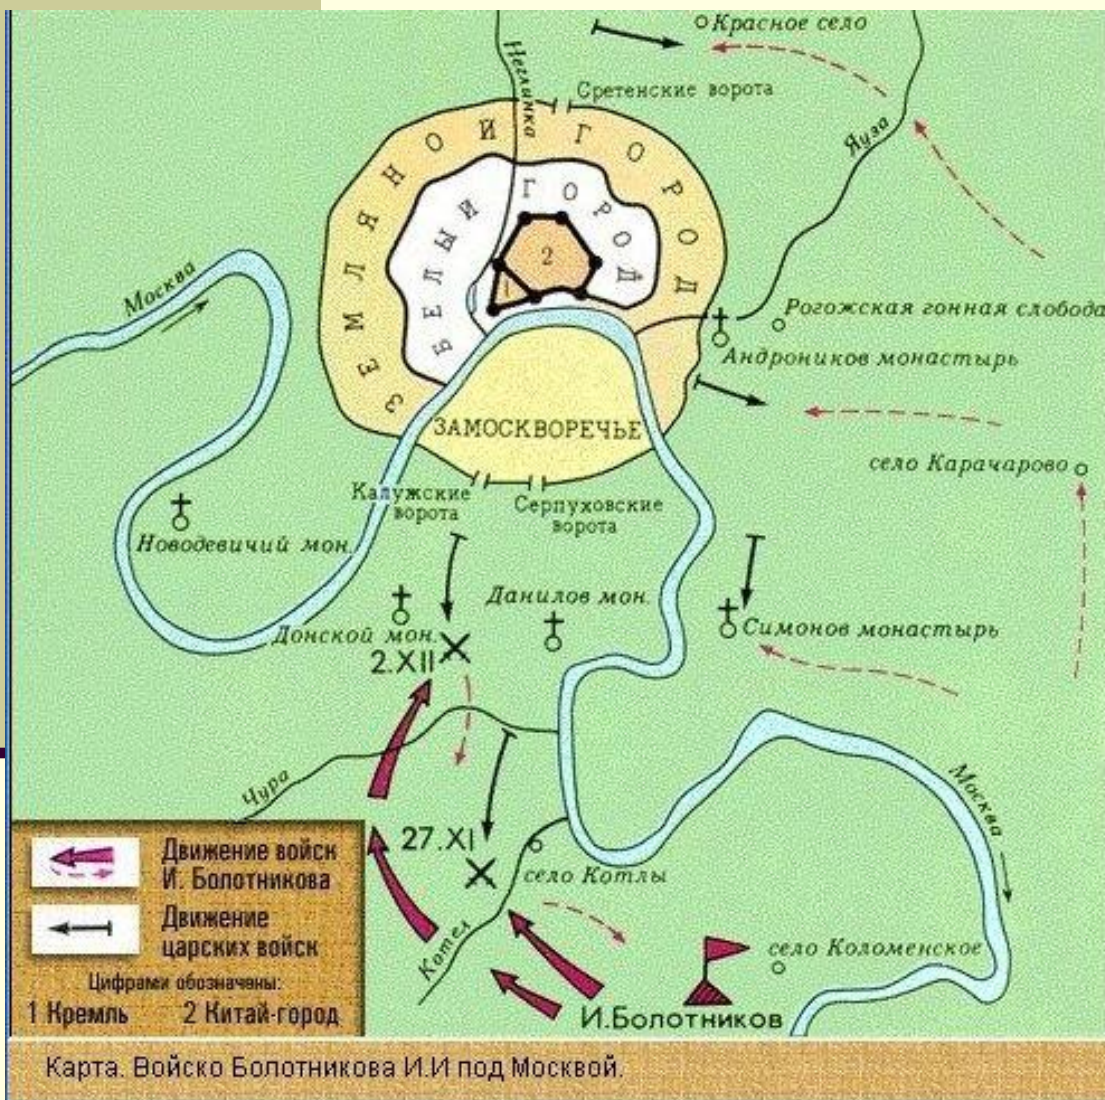 Красное село
Неглинка
Сретенские ворота
Яуза
ЗЕМЛЯНОЙ ГОРОД
БЕЛЫЙ ГОРОД
2
1
Москва
Рогожская гонная слобода
Андроников монастырь
ЗАМОСКВОРЕЧЬЕ
село Карачарово
Калужские
ворота
Серпуховские
ворота
Новодевичий мон.
Данилов мон.
Донской мон.
Симонов монастырь
2.XII
Чура
Москва
27.XI
село Котлы
Котел
село Коломенское
И.Болотников
Движение войск
И. Болотникова
Движение
царских войск
Цифрами обозначены:
1 Кремль 2 Китай-город
Карта. Войско Болотникова И.И под Москвой.